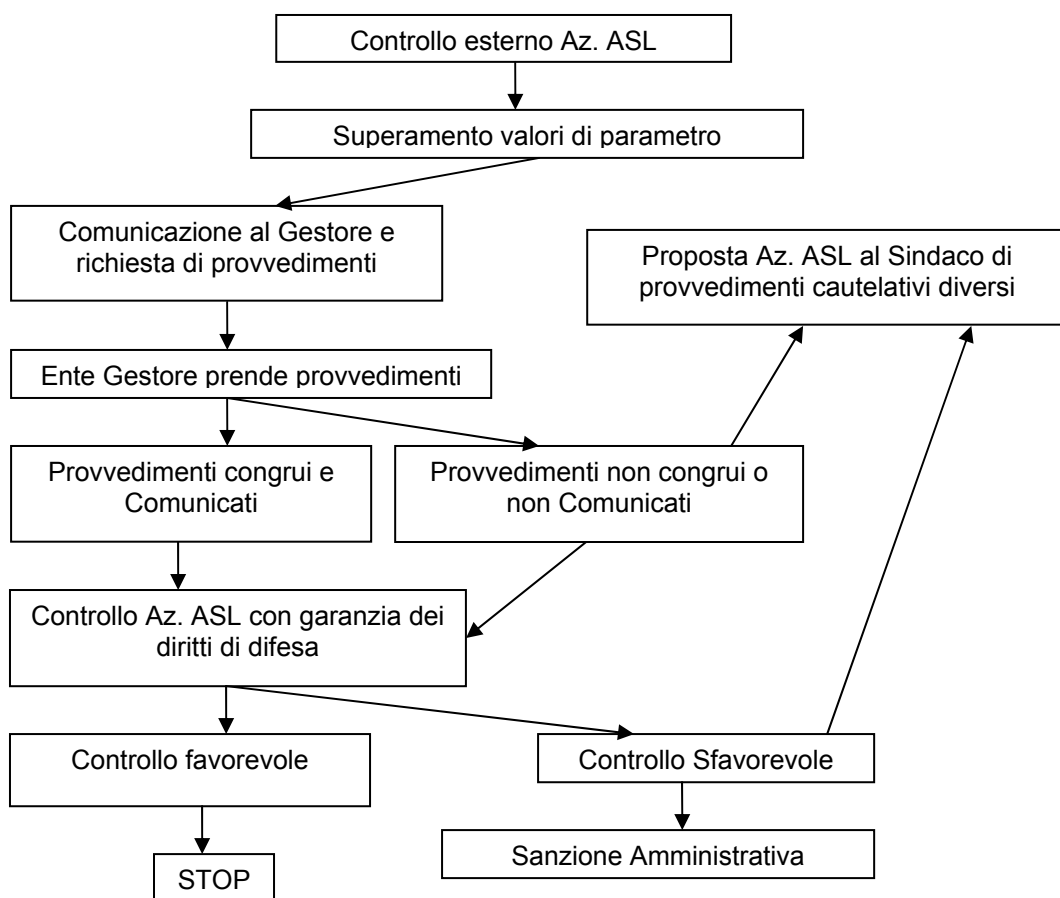 Controllo esterno Az. ASL
Superamento valori di parametro
Comunicazione al Gestore e
richiesta di provvedimenti
Proposta Az. ASL al Sindaco di
provvedimenti cautelativi diversi
Ente Gestore prende provvedimenti
Provvedimenti congrui e
Comunicati
Provvedimenti non congrui o
non Comunicati
Controllo Az. ASL con garanzia dei
diritti di difesa
Controllo favorevole
Controllo Sfavorevole
Sanzione Amministrativa
STOP